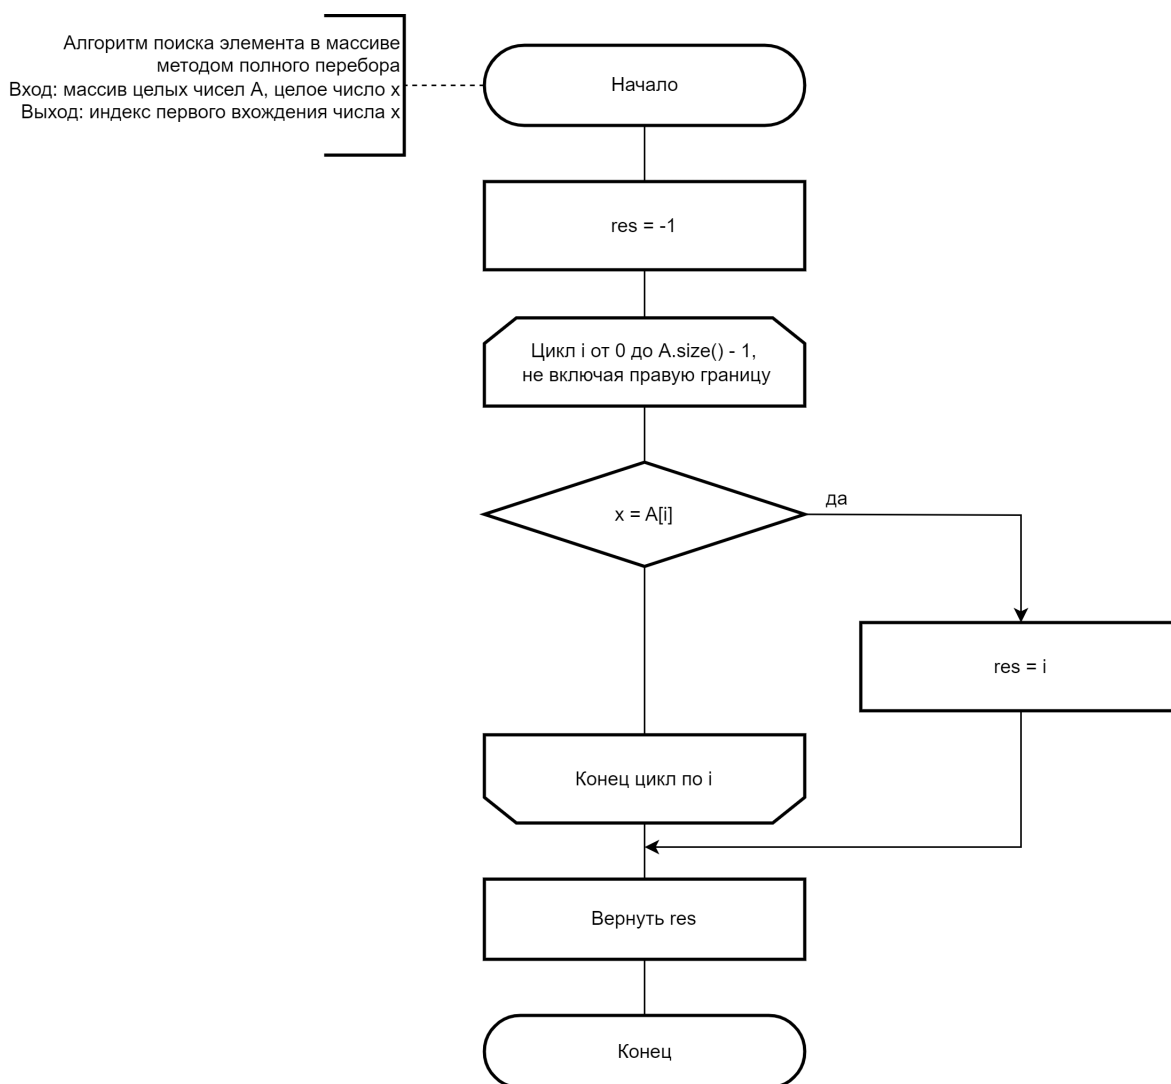 Алгоритм поиска элемента в массиве
методом полного перебора
Вход: массив целых чисел A, целое число x
Выход: индекс первого вхождения числа x
Начало
res = -1
Цикл i от 0 до A.size() - 1,
не включая правую границу
x = A[i]
да
res = i
Конец цикл по i
Вернуть res
Конец